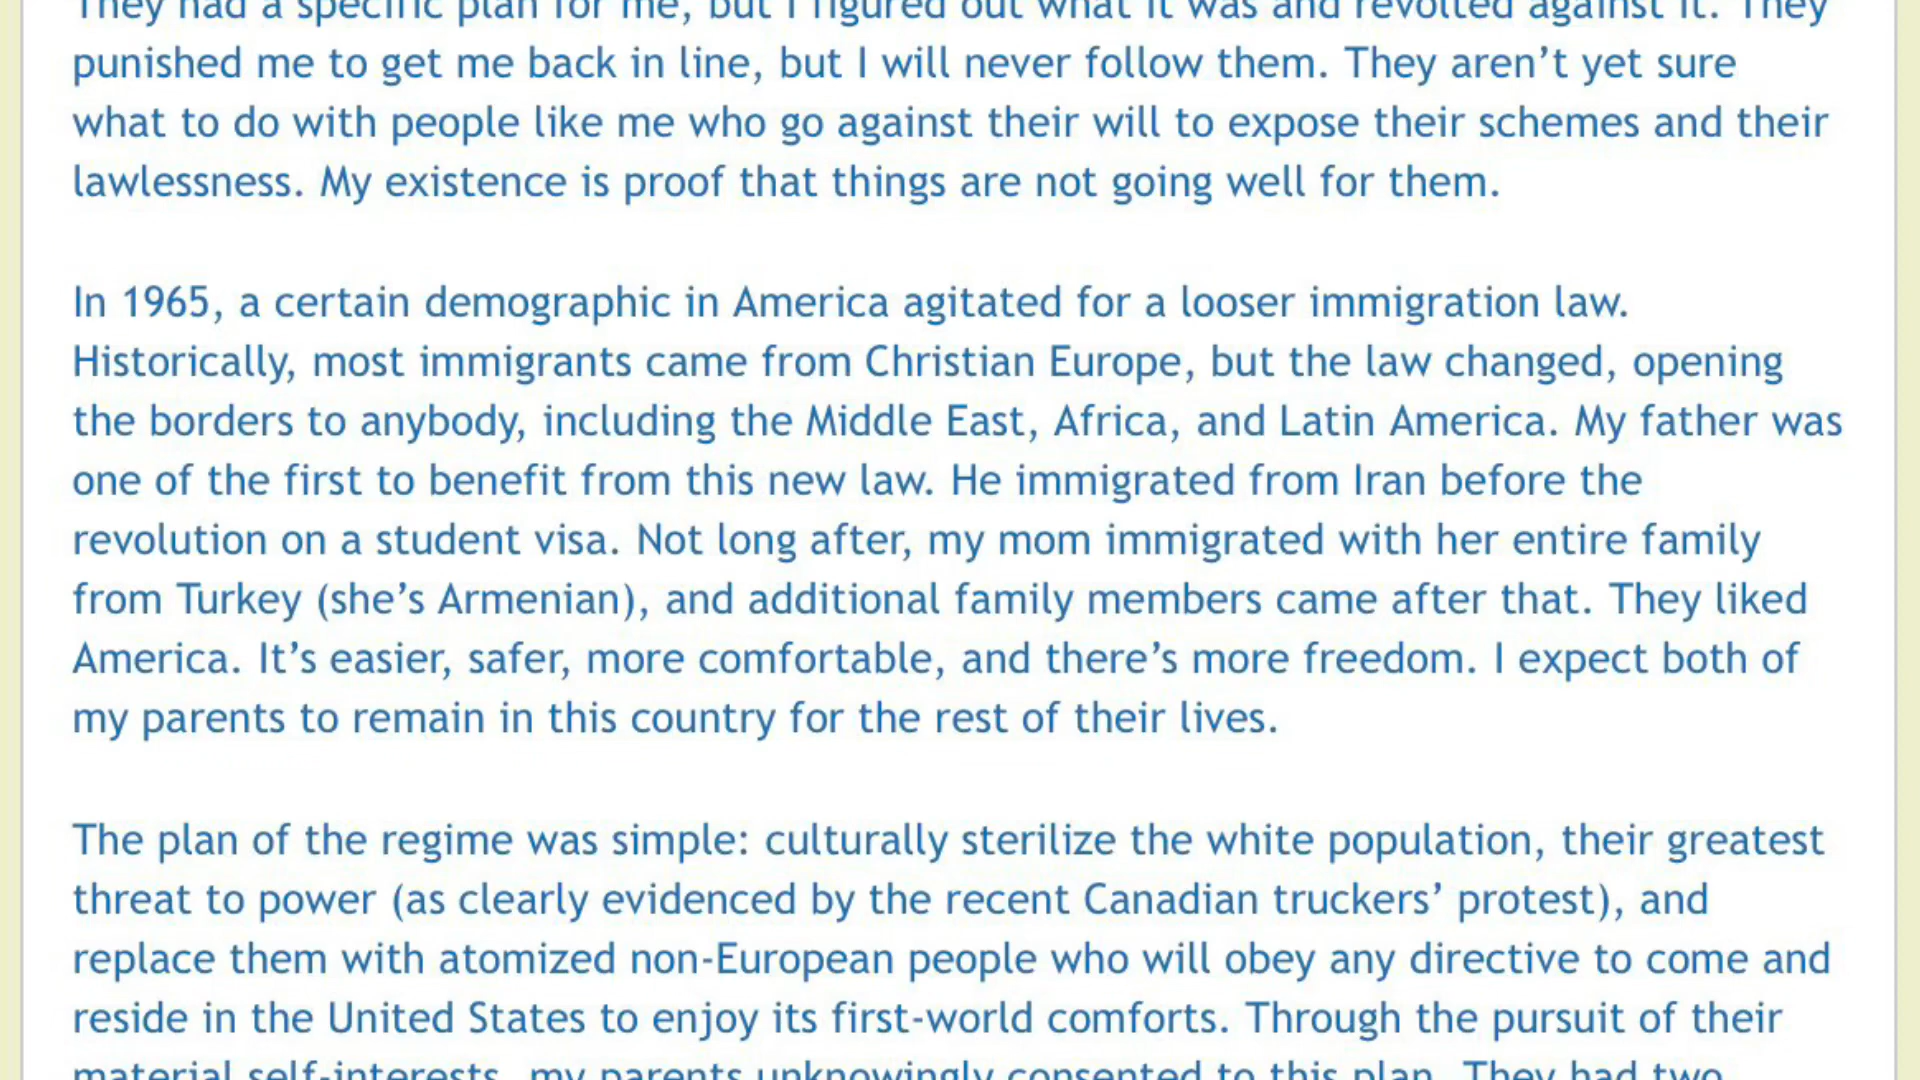 They had a specific plan for me, but I figured out what it was and revolted against it. They
punished me to get me back in line, but I will never follow them. They aren’t yet sure
what to do with people like me who go against their will to expose their schemes and their
lawlessness. My existence is proof that things are not going well for them.
In 1965, a certain demographic in America agitated for a looser immigration law.
Historically, most immigrants came from Christian Europe, but the law changed, opening
the borders to anybody, including the Middle East, Africa, and Latin America. My father was
one of the first to benefit from this new law. He immigrated from Iran before the
revolution on a student visa. Not long after, my mom immigrated with her entire family
from Turkey (she’s Armenian), and additional family members came after that. They liked
America. It’s easier, safer, more comfortable, and there’s more freedom. I expect both of
my parents to remain in this country for the rest of their lives.
The plan of the regime was simple: culturally sterilize the white population, their greatest
threat to power (as clearly evidenced by the recent Canadian truckers’ protest), and
replace them with atomized non-European people who will obey any directive to come and
reside in the United States to enjoy its first-world comforts. Through the pursuit of their
material self-interests, my parents unknowingly consented to this plan. They had two